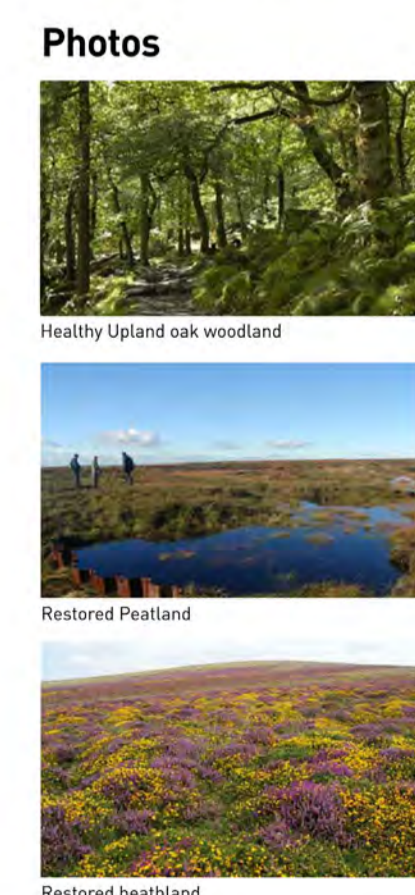 Photos
Healthy Upland oak woodland
Restored Peatland
Restored heathland